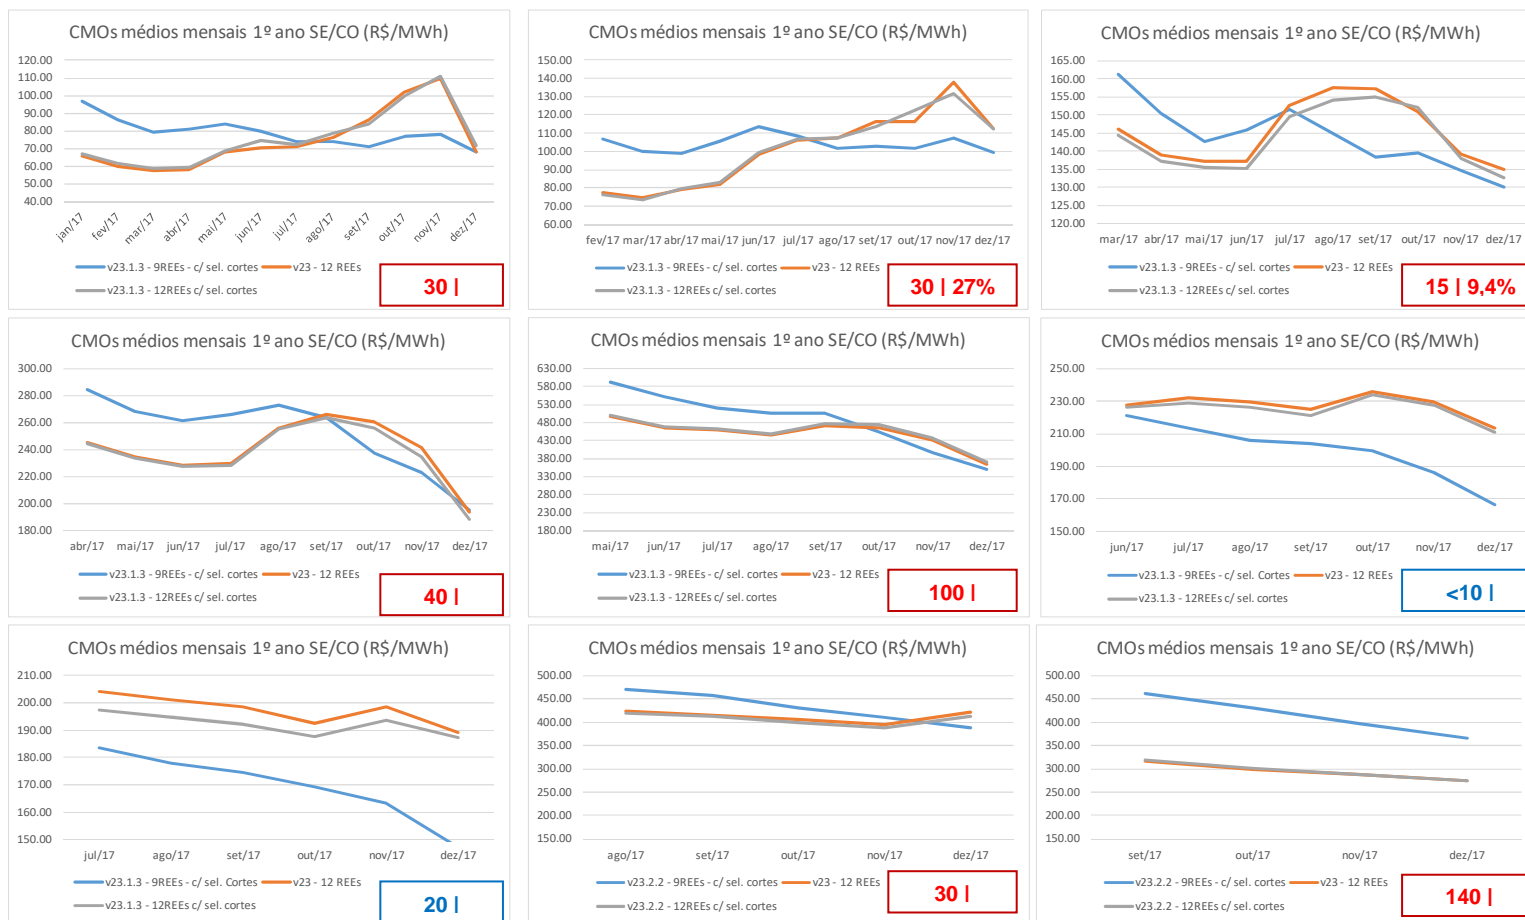 CMOs médios mensais 1º ano SE/CO (R$/MWh)
120.00
110.00
100.00
90.00
80.00
70.00
60.00
50.00
40.00
jan/17 fev/17 mar/17 abr/17 mai/17 jun/17 jul/17 ago/17 set/17 out/17 nov/17 dez/17
v23.1.3 - 9REEs - c/ sel. cortes v23 - 12 REEs
v23.1.3 - 12REEs c/ sel. cortes
30 |
CMOs médios mensais 1º ano SE/CO (R$/MWh)
150.00
140.00
130.00
120.00
110.00
100.00
90.00
80.00
70.00
60.00
fev/17 mar/17 abr/17 mai/17 jun/17 jul/17 ago/17 set/17 out/17 nov/17 dez/17
v23.1.3 - 9REEs - c/ sel. cortes v23 - 12 REEs
v23.1.3 - 12REEs c/ sel. cortes
30 | 27%
CMOs médios mensais 1º ano SE/CO (R$/MWh)
165.00
160.00
155.00
150.00
145.00
140.00
135.00
130.00
125.00
120.00
mar/17 abr/17 mai/17 jun/17 jul/17 ago/17 set/17 out/17 nov/17 dez/17
v23.1.3 - 9REEs - c/ sel. cortes v23 - 12 REEs
v23.1.3 - 12REEs c/ sel. cortes
15 | 9,4%
CMOs médios mensais 1º ano SE/CO (R$/MWh)
300.00
280.00
260.00
240.00
220.00
200.00
180.00
abr/17 mai/17 jun/17 jul/17 ago/17 set/17 out/17 nov/17 dez/17
v23.1.3 - 9REEs - c/ sel. cortes v23 - 12 REEs
v23.1.3 - 12REEs c/ sel. cortes
40 |
CMOs médios mensais 1º ano SE/CO (R$/MWh)
630.00
580.00
530.00
480.00
430.00
380.00
330.00
280.00
230.00
180.00
mai/17 jun/17 jul/17 ago/17 set/17 out/17 nov/17 dez/17
v23.1.3 - 9REEs - c/ sel. cortes v23 - 12 REEs
v23.1.3 - 12REEs c/ sel. cortes
100 |
CMOs médios mensais 1º ano SE/CO (R$/MWh)
250.00
230.00
210.00
190.00
170.00
150.00
jun/17 jul/17 ago/17 set/17 out/17 nov/17 dez/17
v23.1.3 - 9REEs - c/ sel. Cortes v23 - 12 REEs
v23.1.3 - 12REEs c/ sel. cortes
<10 |
CMOs médios mensais 1º ano SE/CO (R$/MWh)
210.00
200.00
190.00
180.00
170.00
160.00
150.00
jul/17 ago/17 set/17 out/17 nov/17 dez/17
v23.1.3 - 9REEs - c/ sel. Cortes v23 - 12 REEs
v23.1.3 - 12REEs c/ sel. cortes
20 |
CMOs médios mensais 1º ano SE/CO (R$/MWh)
500.00
450.00
400.00
350.00
300.00
250.00
200.00
150.00
ago/17 set/17 out/17 nov/17 dez/17
v23.2.2 - 9REEs - c/ sel. cortes v23 - 12 REEs
v23.2.2 - 12REEs c/ sel. cortes
30 |
CMOs médios mensais 1º ano SE/CO (R$/MWh)
500.00
450.00
400.00
350.00
300.00
250.00
200.00
150.00
set/17 out/17 nov/17 dez/17
v23.2.2 - 9REEs - c/ sel. cortes v23 - 12 REEs
v23.2.2 - 12REEs c/ sel. cortes
140 |